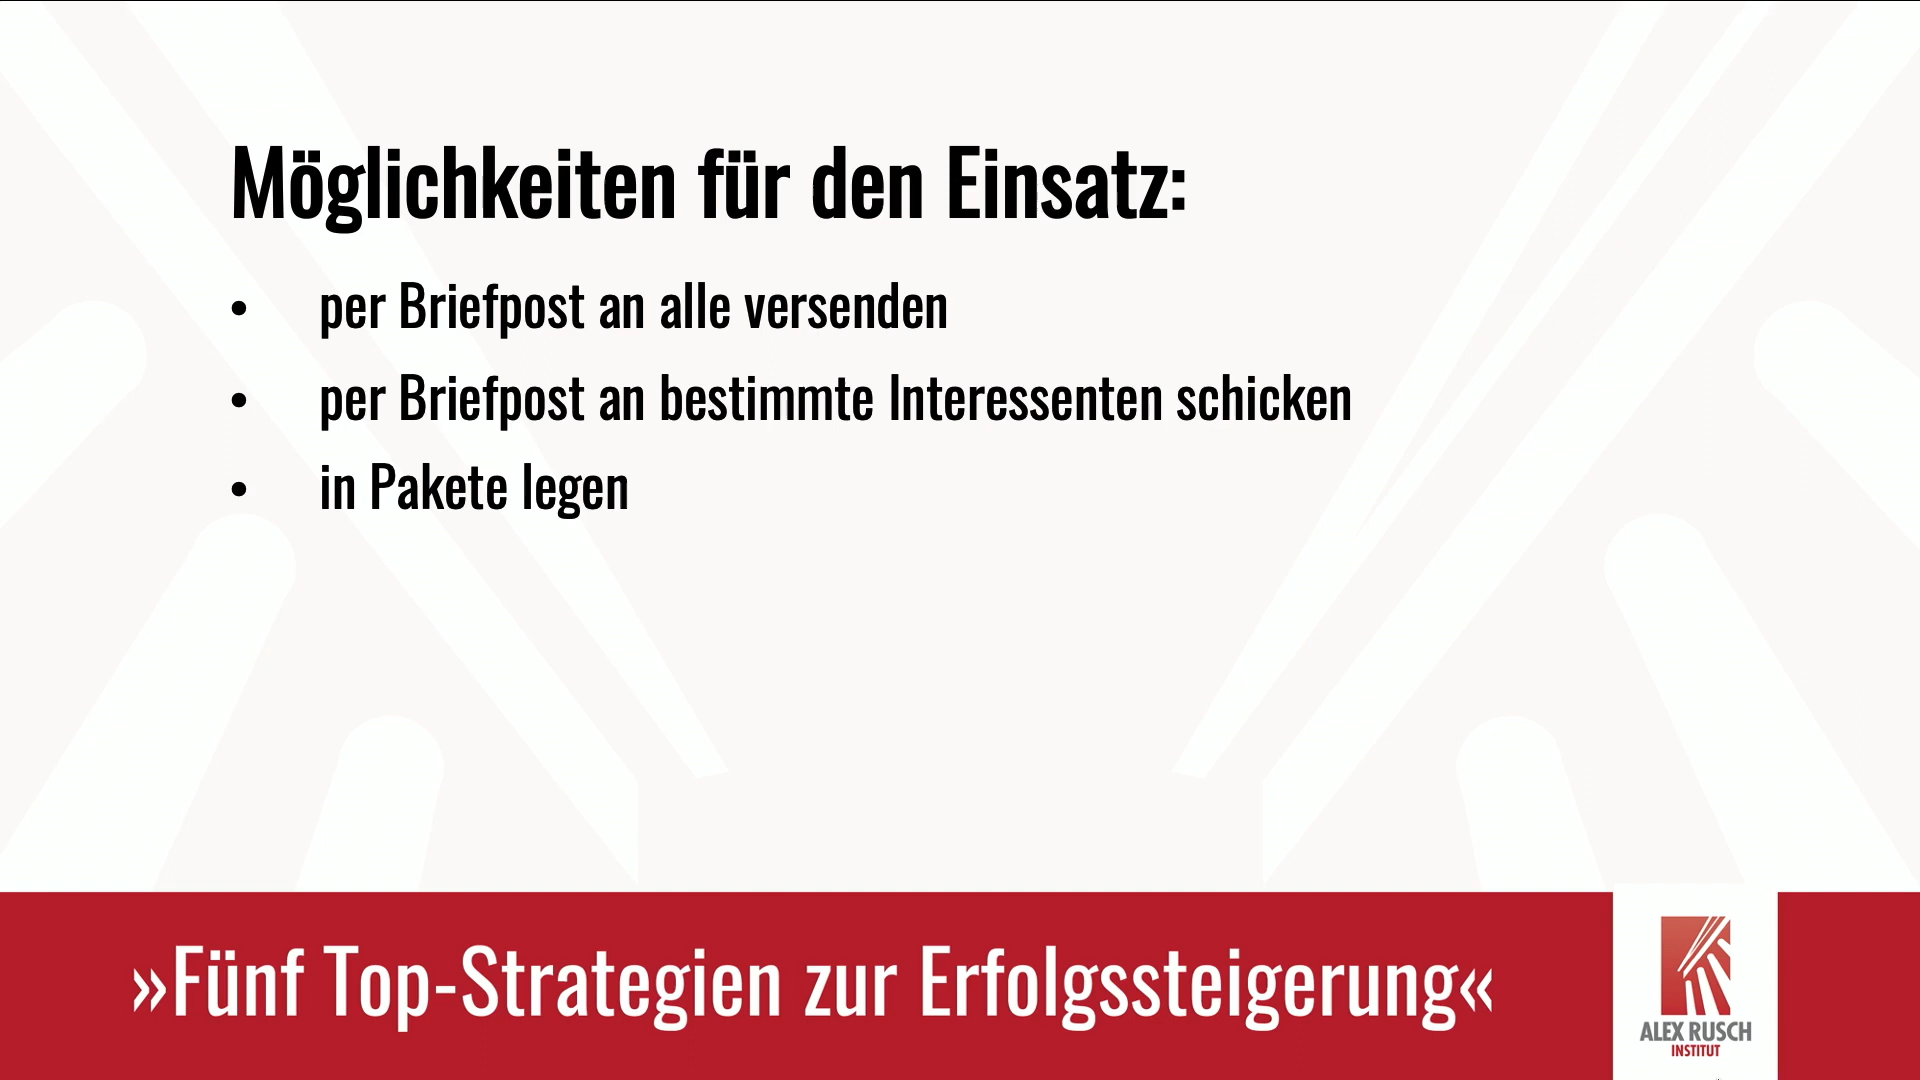 Möglichkeiten für den Einsatz:
• per Briefpost an alle versenden
• per Briefpost an bestimmte Interessenten schicken
• in Pakete legen
»Fünf Top-Strategien zur Erfolgssteigerung«
ALEX RUSCH
INSTITUT